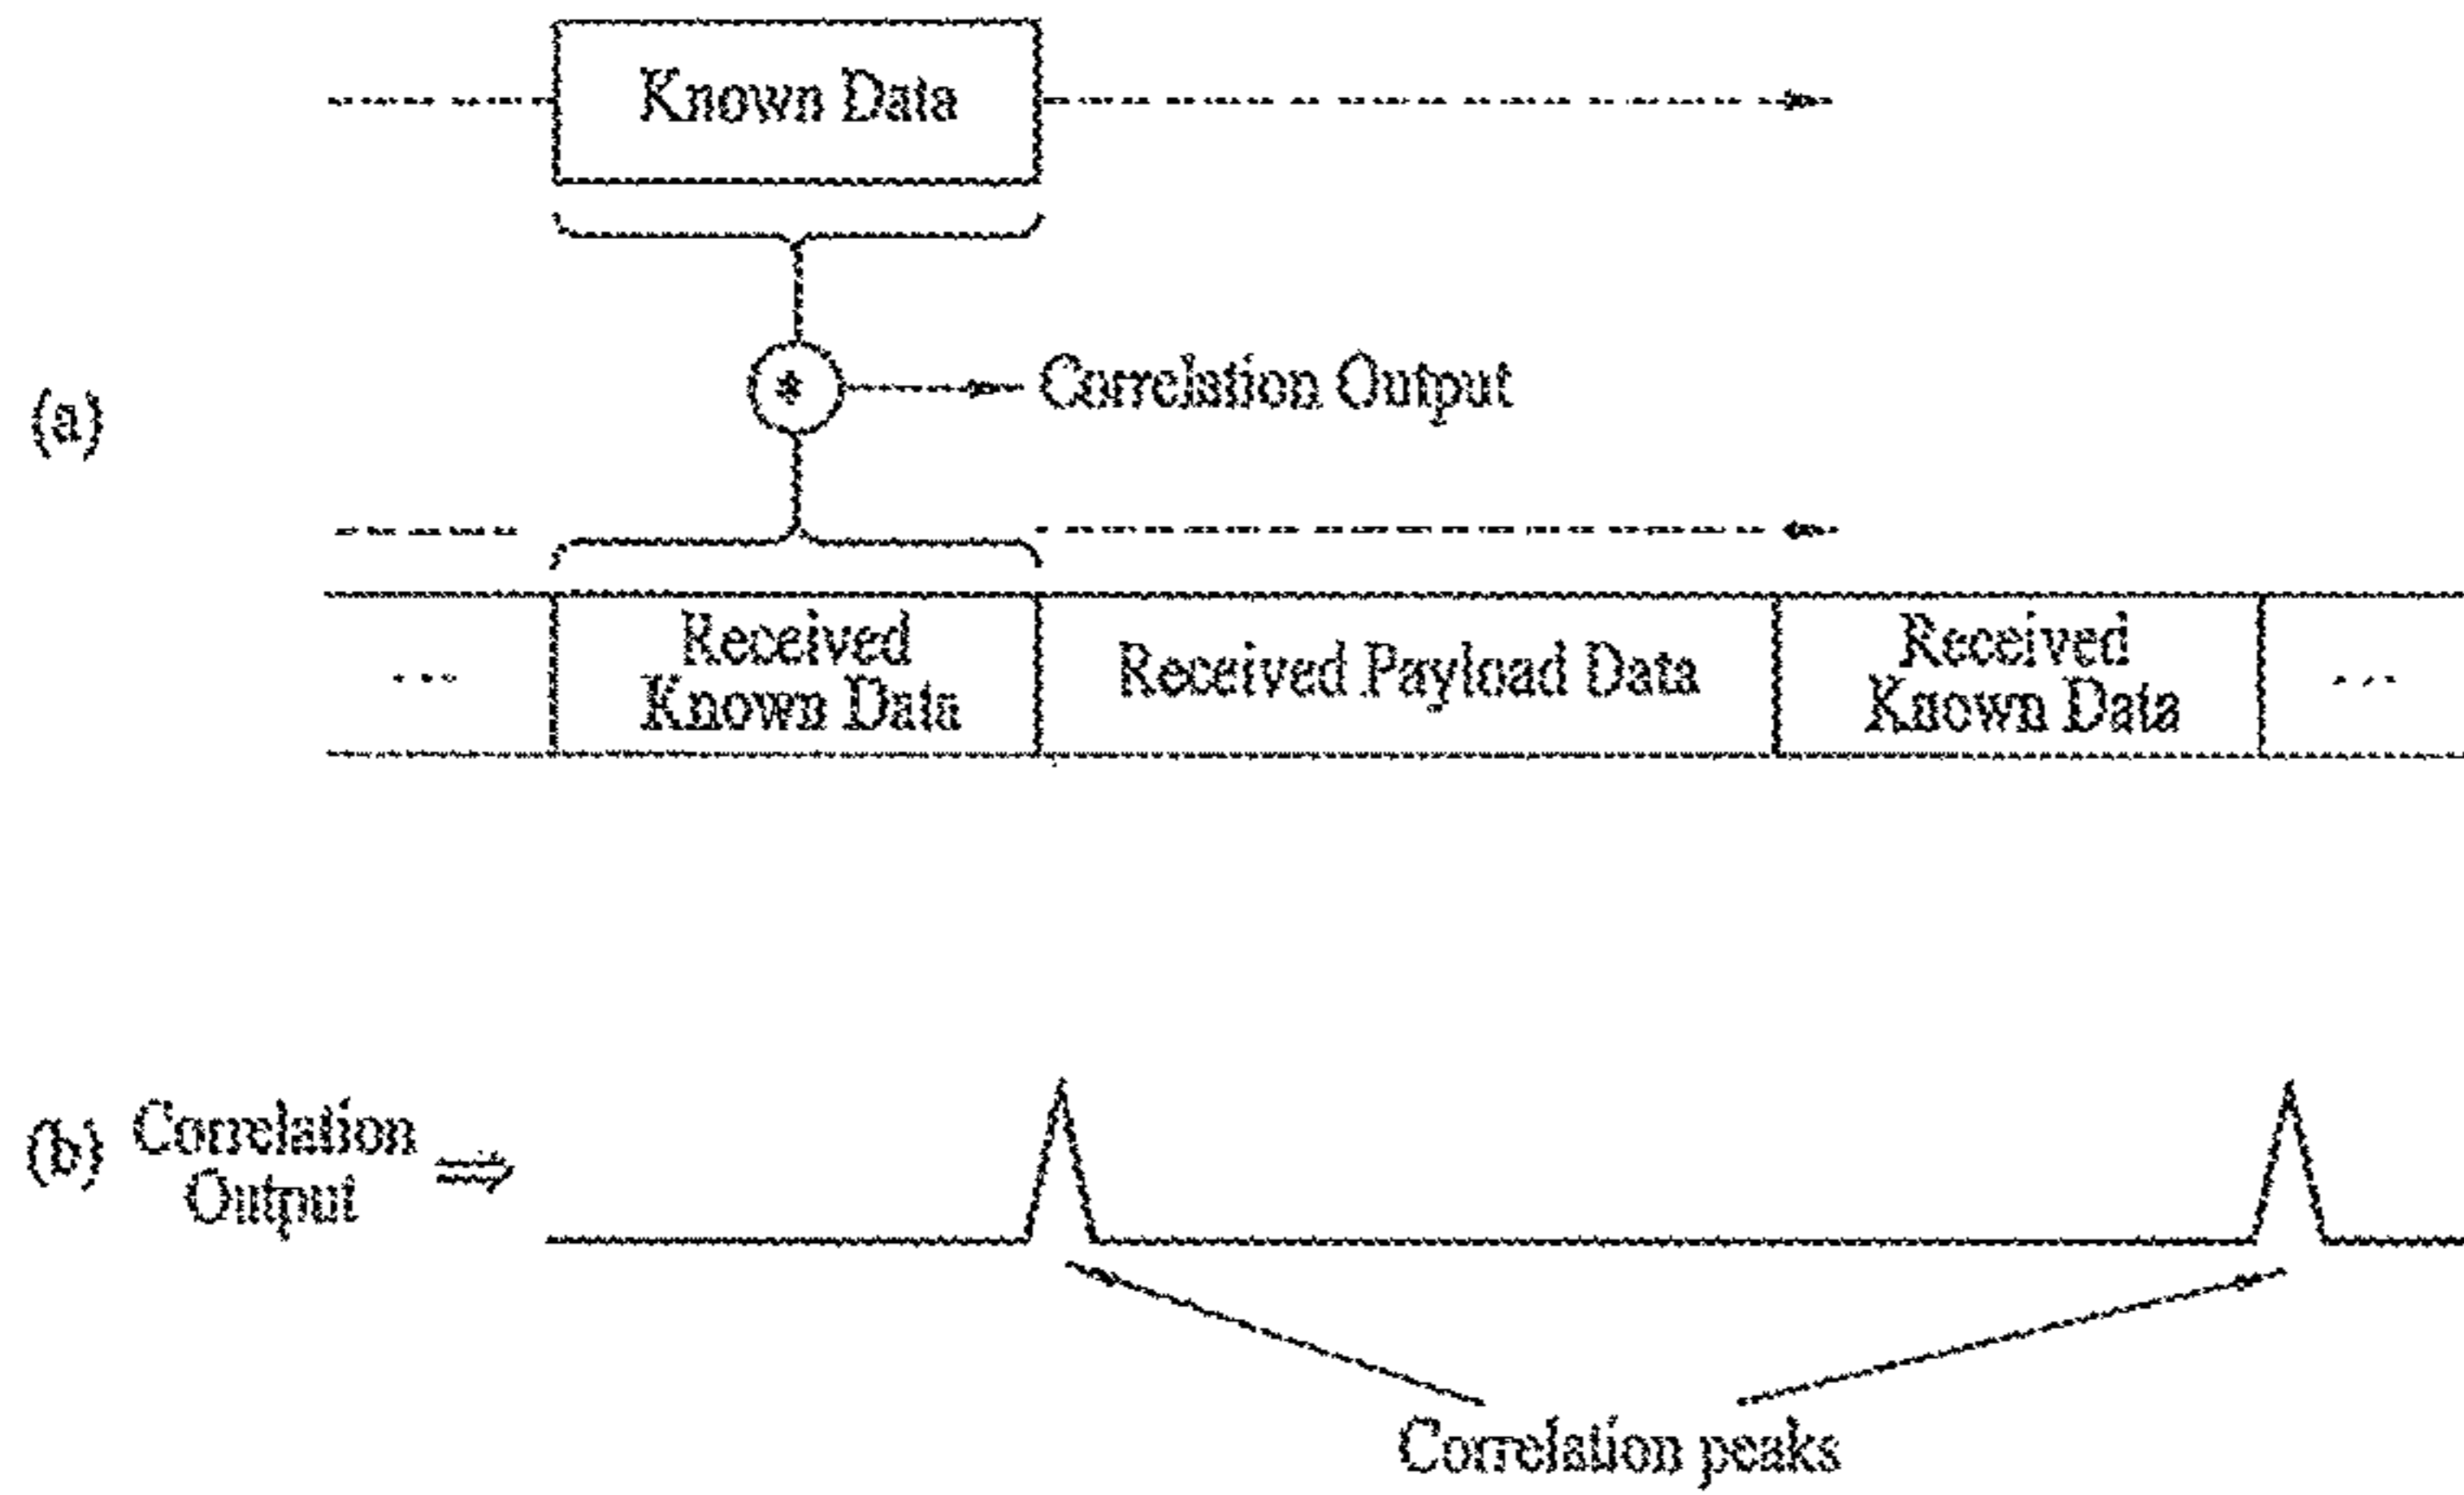 Known Data
*
Correlation Output
(a)
...
Received
Known Data
Received Payload Data
Received
Known Data
...
(b)
Correlation
Output
Correlation peaks